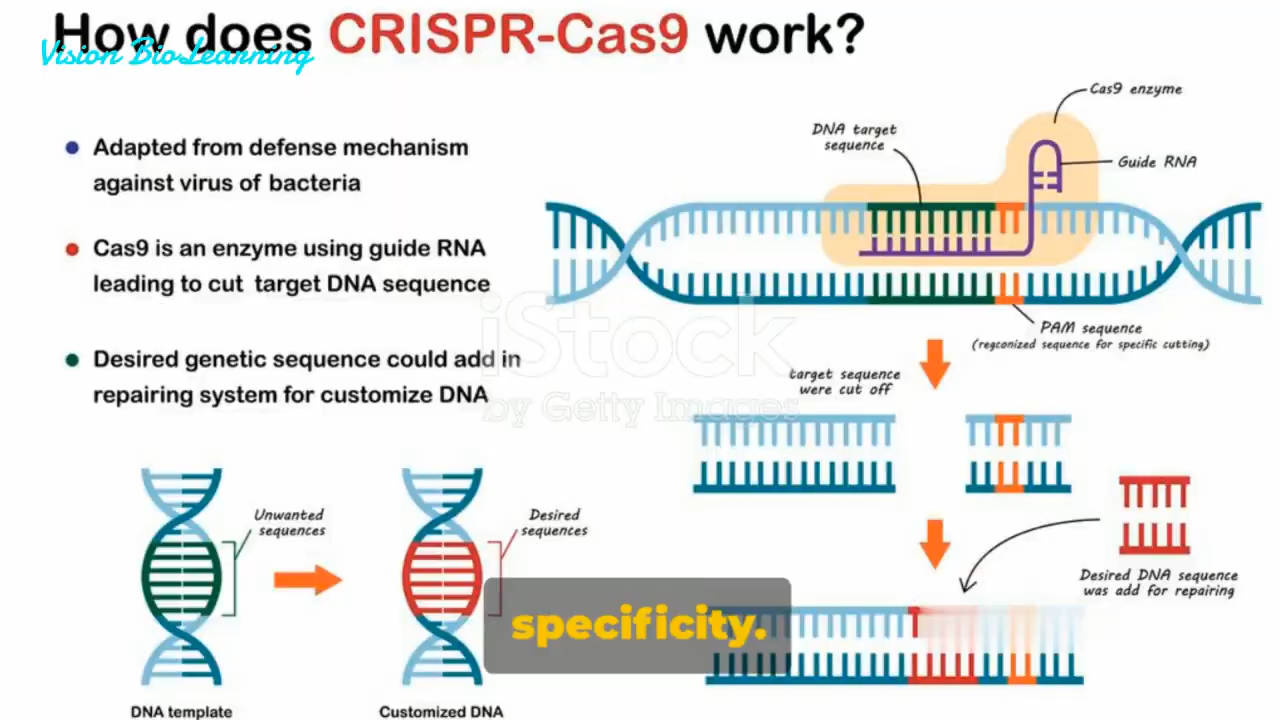 How does CRISPR-Cas9 work?
Vision BioLearning
Adapted from defense mechanism
against virus of bacteria
Cas9 is an enzyme using guide RNA
leading to cut target DNA sequence
Desired genetic sequence could add in
repairing system for customize DNA
Cas9 enzyme
DNA target
sequence
Guide RNA
PAM sequence
(regconized sequence for specific cutting)
iStock
by Getty Images
target sequence
were cut off
Unwanted
sequences
Desired
sequences
Desired DNA sequence
was add for repairing
specificity.
DNA template
Customized DNA